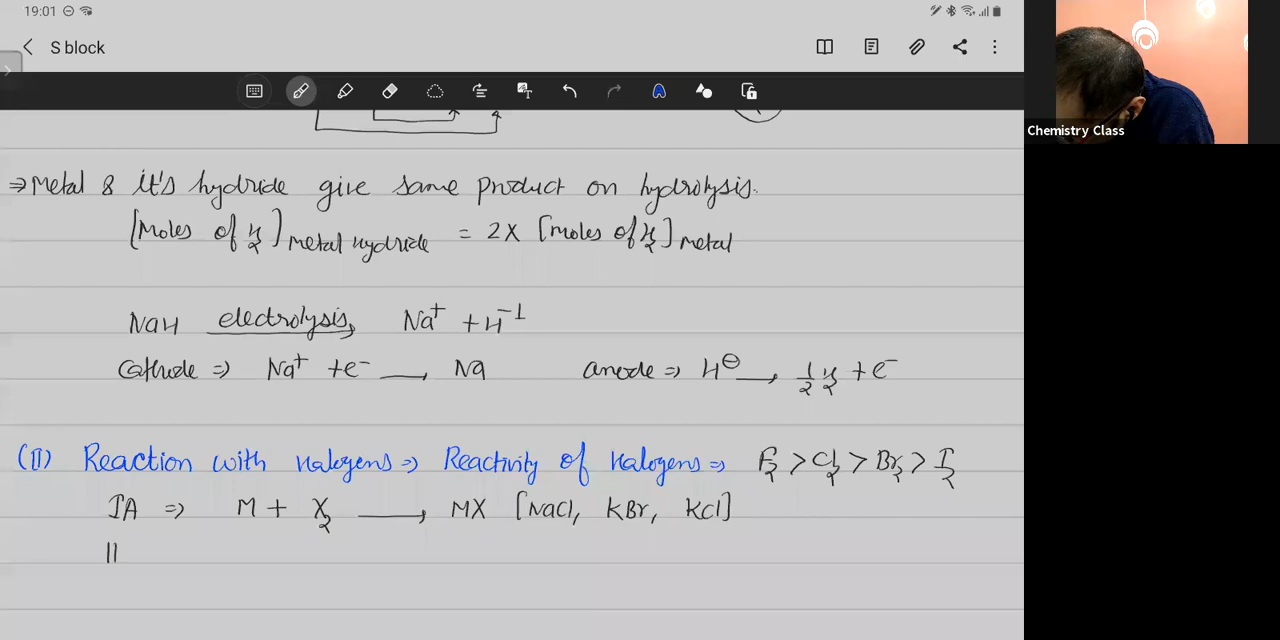 19:01
S block
Chemistry Class
⇒ Metal & it's hydride give same product on hydrolysis.
[Moles of H₂] metal hydride = 2x [moles of H₂] metal
NaH electrolysis→ Na⁺ + H⁻¹
Cathode ⇒ Na⁺ + e⁻ → Na anode ⇒ H⊖ → 1/2 H₂ + e⁻
(II) Reaction with Halogens ⇒ Reactivity of Halogens ⇒ F₂ > Cl₂ > Br₂ > I₂
IA ⇒ M + X₂ → MX [NaCl, KBr, KCl]
II